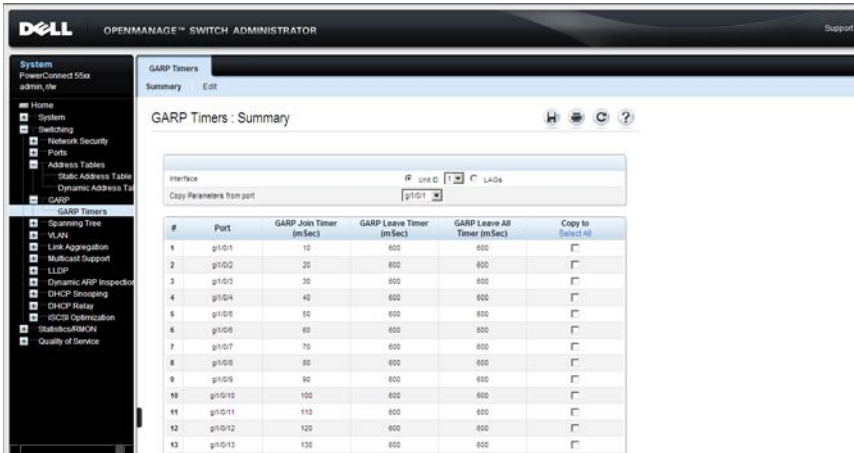 DELL OPENMANAGE™ SWITCH ADMINISTRATOR Support
System
PowerConnect 55xx
admin, r/w
Home
System
Switching
Network Security
Ports
Address Tables
Static Address Table
Dynamic Address Ta
GARP
GARP Timers
Spanning Tree
VLAN
Link Aggregation
Multicast Support
LLDP
Dynamic ARP Inspection
DHCP Snooping
DHCP Relay
iSCSI Optimization
Statistics/RMON
Quality of Service
GARP Timers
Summary Edit
GARP Timers : Summary
Interface Unit ID 1 LAGs
Copy Parameters from port gi1/0/1
# Port GARP Join Timer (mSec) GARP Leave Timer (mSec) GARP Leave All Timer (mSec) Copy to Select All
1 gi1/0/1 10 600 600
2 gi1/0/2 20 600 600
3 gi1/0/3 30 600 600
4 gi1/0/4 40 600 600
5 gi1/0/5 50 600 600
6 gi1/0/6 60 600 600
7 gi1/0/7 70 600 600
8 gi1/0/8 80 600 600
9 gi1/0/9 90 600 600
10 gi1/0/10 100 600 600
11 gi1/0/11 110 600 600
12 gi1/0/12 120 600 600
13 gi1/0/13 130 600 600